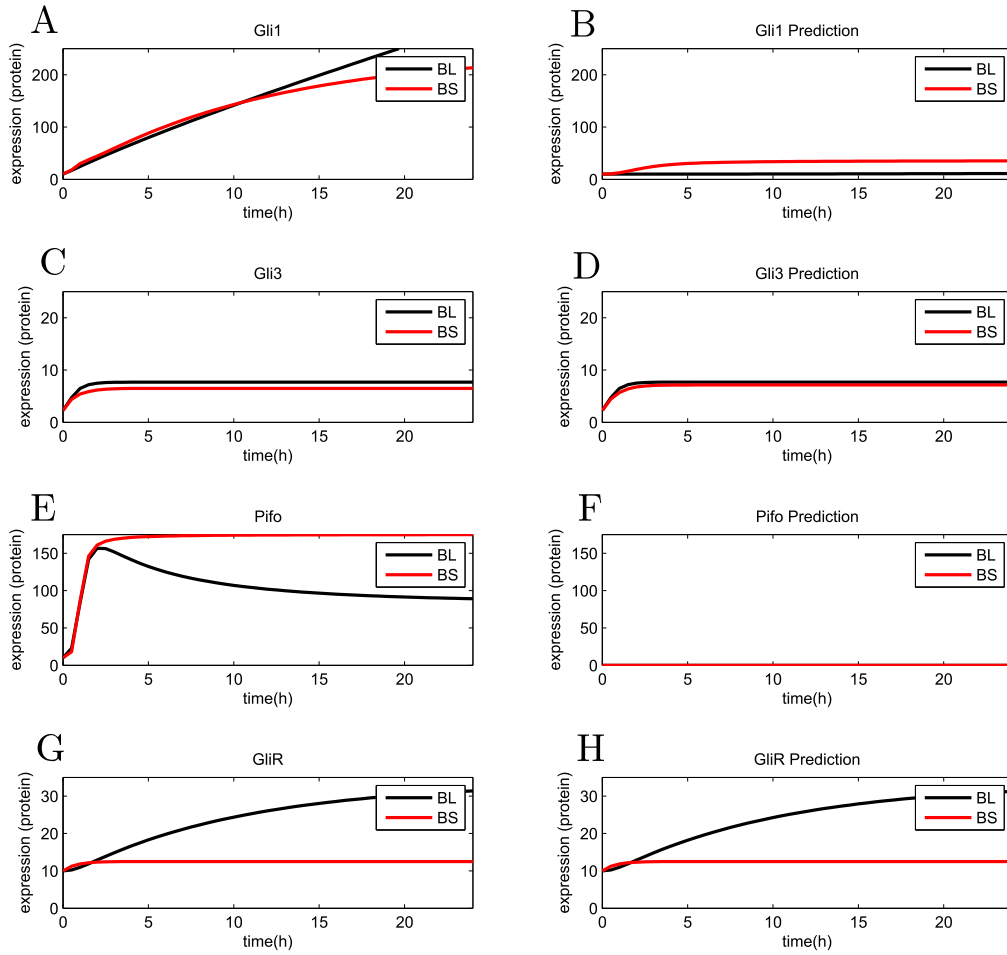 A
Gli1
expression (protein)
200
100
0
0 5 10 15 20
time(h)
BL
BS
B
Gli1 Prediction
expression (protein)
200
100
0
0 5 10 15 20
time(h)
BL
BS
C
Gli3
expression (protein)
20
10
0
0 5 10 15 20
time(h)
BL
BS
D
Gli3 Prediction
expression (protein)
20
10
0
0 5 10 15 20
time(h)
BL
BS
E
Pifo
expression (protein)
150
100
50
0
0 5 10 15 20
time(h)
BL
BS
F
Pifo Prediction
expression (protein)
150
100
50
0
0 5 10 15 20
time(h)
BL
BS
G
GliR
expression (protein)
30
20
10
0
0 5 10 15 20
time(h)
BL
BS
H
GliR Prediction
expression (protein)
30
20
10
0
0 5 10 15 20
time(h)
BL
BS